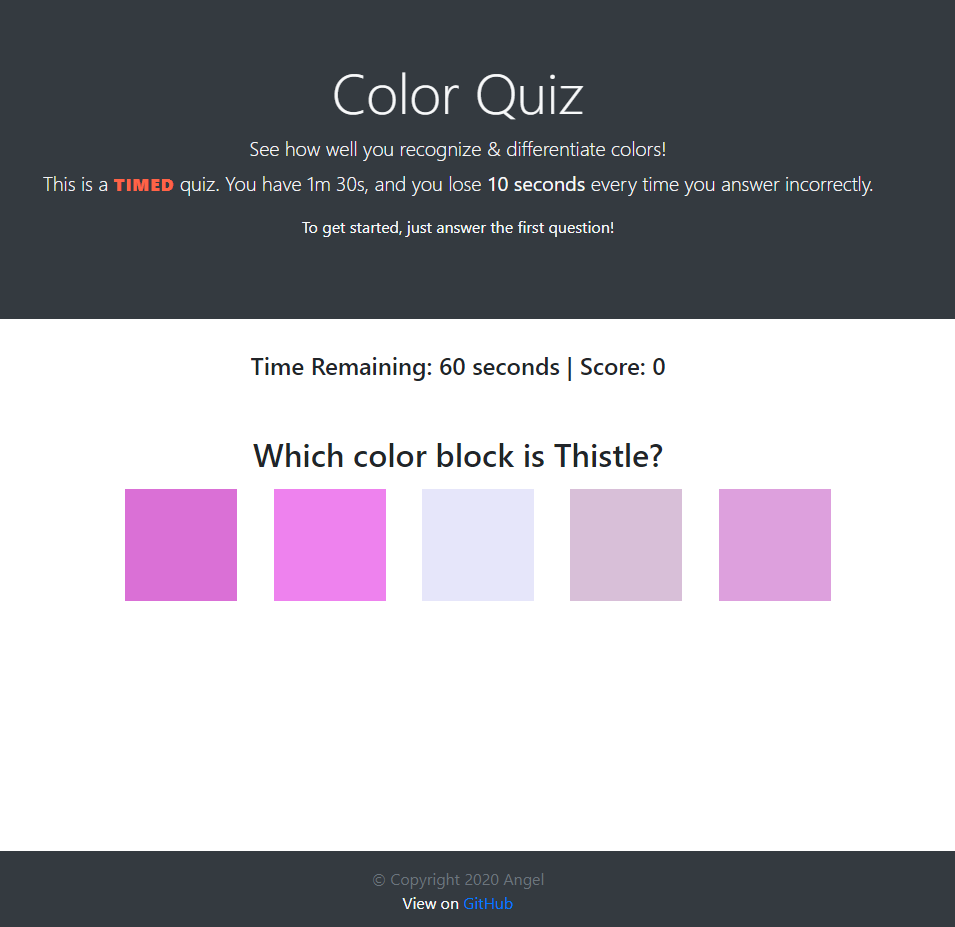 Color Quiz
See how well you recognize & differentiate colors!
This is a TIMED quiz. You have 1m 30s, and you lose 10 seconds every time you answer incorrectly.
To get started, just answer the first question!
Time Remaining: 60 seconds | Score: 0
Which color block is Thistle?
© Copyright 2020 Angel
View on GitHub